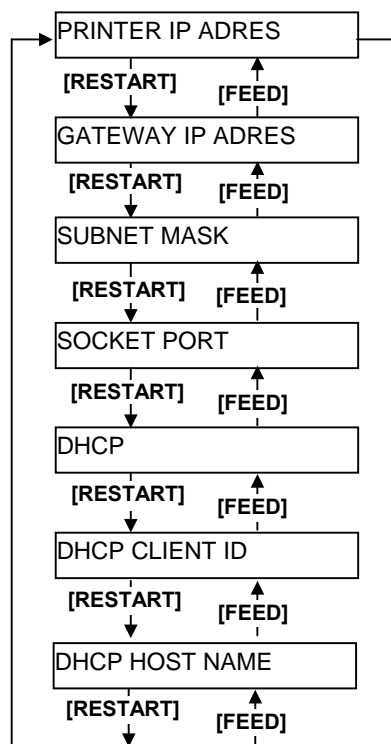 PRINTER IP ADRES
[RESTART]
[FEED]
GATEWAY IP ADRES
[RESTART]
[FEED]
SUBNET MASK
[RESTART]
[FEED]
SOCKET PORT
[RESTART]
[FEED]
DHCP
[RESTART]
[FEED]
DHCP CLIENT ID
[RESTART]
[FEED]
DHCP HOST NAME
[RESTART]
[FEED]